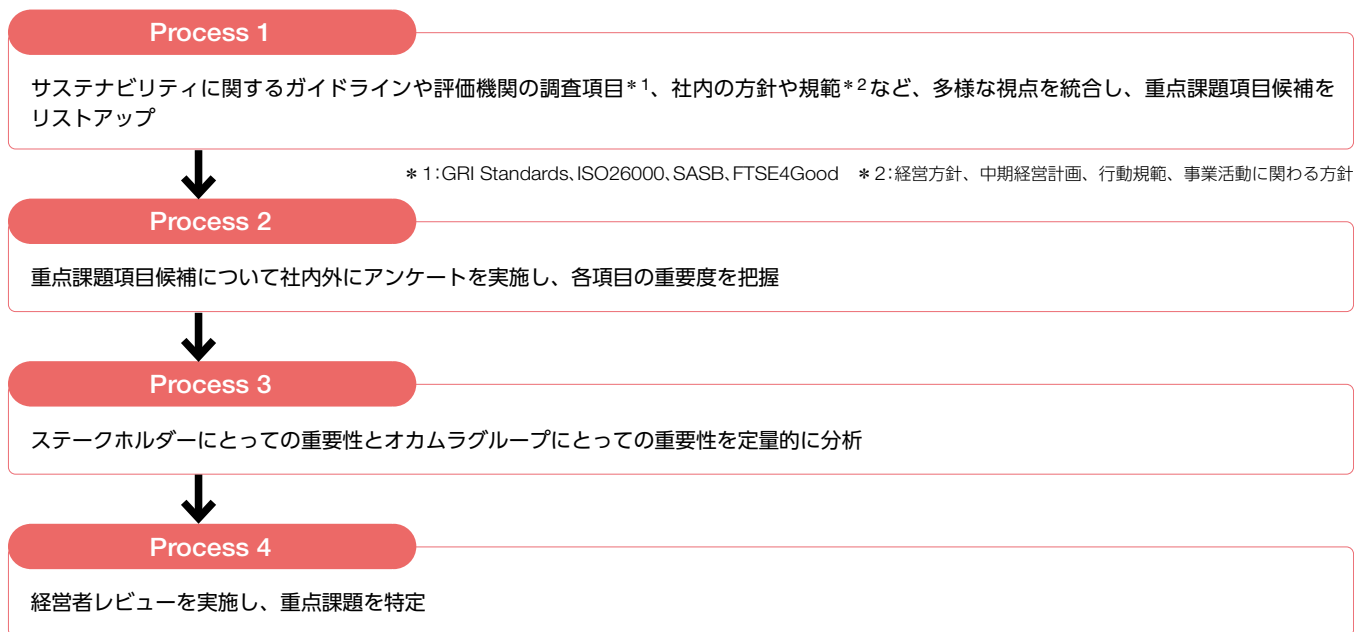 Process 1
サステナビリティに関するガイドラインや評価機関の調査項目＊1、社内の方針や規範＊2など、多様な視点を統合し、重点課題項目候補を
リストアップ
＊1：GRI Standards、ISO26000、SASB、FTSE4Good　＊2：経営方針、中期経営計画、行動規範、事業活動に関わる方針
Process 2
重点課題項目候補について社内外にアンケートを実施し、各項目の重要度を把握
Process 3
ステークホルダーにとっての重要性とオカムラグループにとっての重要性を定量的に分析
Process 4
経営者レビューを実施し、重点課題を特定